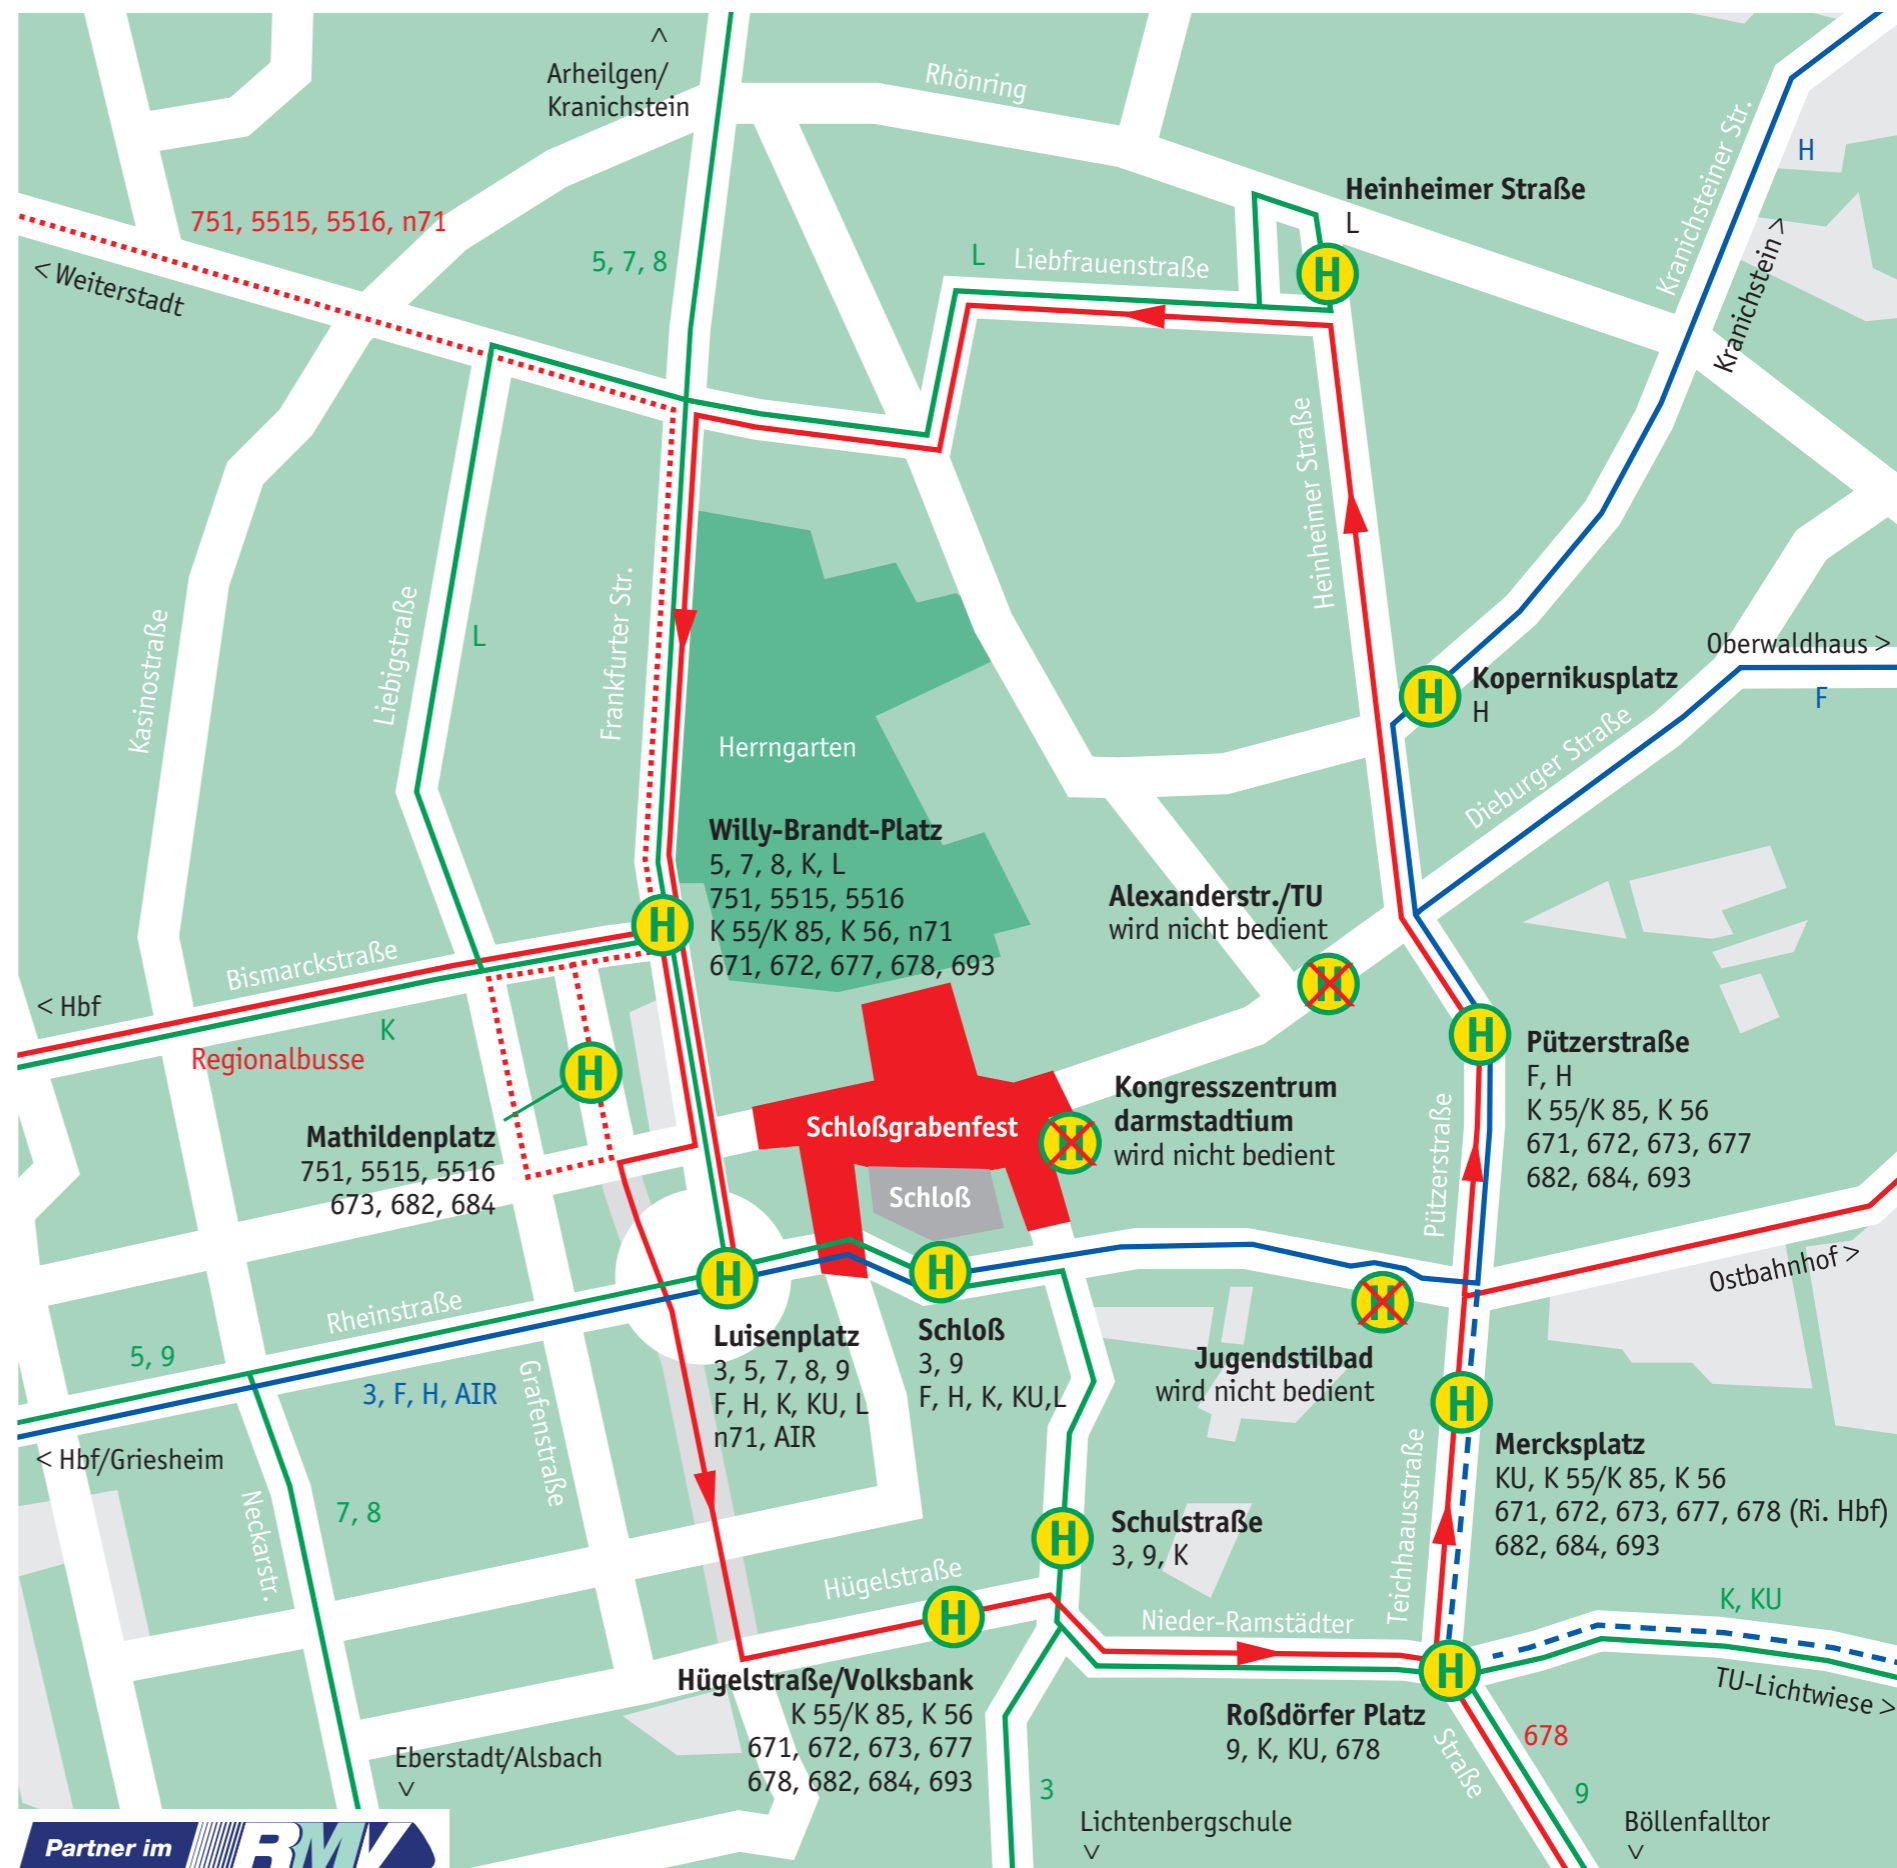 ^
Arheilgen/
Kranichstein
Rhönring
Kranichsteiner Str.
H
Heinheimer Straße
L
751, 5515, 5516, n71
5, 7, 8
L
Liebfrauenstraße
H
< Weiterstadt
Kranichstein >
Heinheimer Straße
Kasinostraße
Liebigstraße
L
Frankfurter Str.
Oberwaldhaus >
F
H
Kopernikusplatz
H
Herrngarten
Dieburger Straße
Willy-Brandt-Platz
5, 7, 8, K, L
751, 5515, 5516
K 55/K 85, K 56, n71
671, 672, 677, 678, 693
H
Alexanderstr./TU
wird nicht bedient
H
Bismarckstraße
< Hbf
K
Regionalbusse
H
H
Pützerstraße
F, H
K 55/K 85, K 56
671, 672, 673, 677
682, 684, 693
Mathildenplatz
751, 5515, 5516
673, 682, 684
Schloßgrabenfest
Kongresszentrum
darmstadtium
wird nicht bedient
H
Schloß
Pützerstraße
Ostbahnhof >
Rheinstraße
H
H
H
5, 9
3, F, H, AIR
Grafenstraße
Luisenplatz
3, 5, 7, 8, 9
F, H, K, KU, L
n71, AIR
Schloß
3, 9
F, H, K, KU,L
Jugendstilbad
wird nicht bedient
H
< Hbf/Griesheim
Neckarstr.
7, 8
Mercksplatz
KU, K 55/K 85, K 56
671, 672, 673, 677, 678 (Ri. Hbf)
682, 684, 693
Teichhausstraße
H
Schulstraße
3, 9, K
Hügelstraße
H
Nieder-Ramstädter
K, KU
TU-Lichtwiese >
Hügelstraße/Volksbank
K 55/K 85, K 56
671, 672, 673, 677
678, 682, 684, 693
H
Roßdörfer Platz
9, K, KU, 678
Straße
678
9
Eberstadt/Alsbach
v
3
Lichtenbergschule
v
Böllenfalltor
v
Partner im
RMV